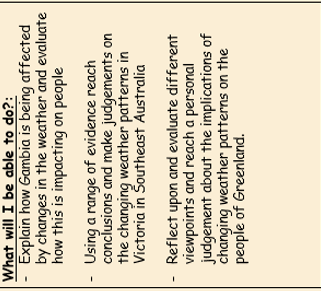 What will I be able to do?:
- Explain how Gambia is being affected
by changes in the weather and evaluate
how this is impacting on people
- Using a range of evidence reach
conclusions and make judgements on
the changing weather patterns in
Victoria in Southeast Australia
- Reflect upon and evaluate different
viewpoints and reach a personal
judgement about the implications of
changing weather patterns on the
people of Greenland.